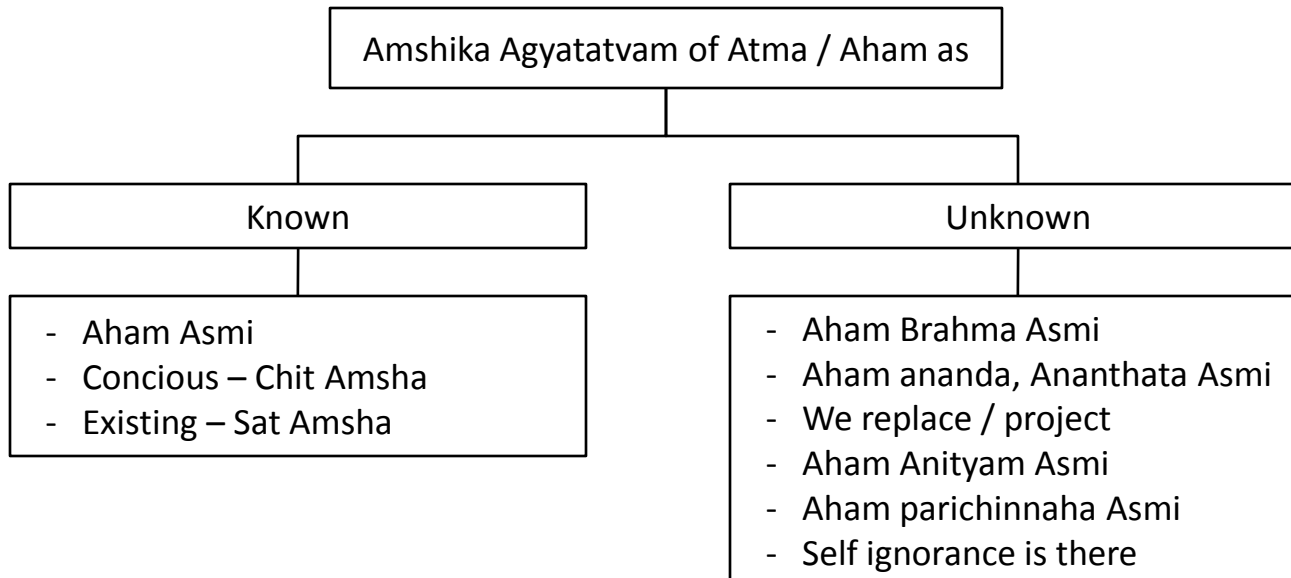 Amshika Agyatatvam of Atma / Aham as
Known
Unknown
- Aham Asmi
- Concious – Chit Amsha
- Existing – Sat Amsha
- Aham Brahma Asmi
- Aham ananda, Ananthata Asmi
- We replace / project
- Aham Anityam Asmi
- Aham parichinnaha Asmi
- Self ignorance is there